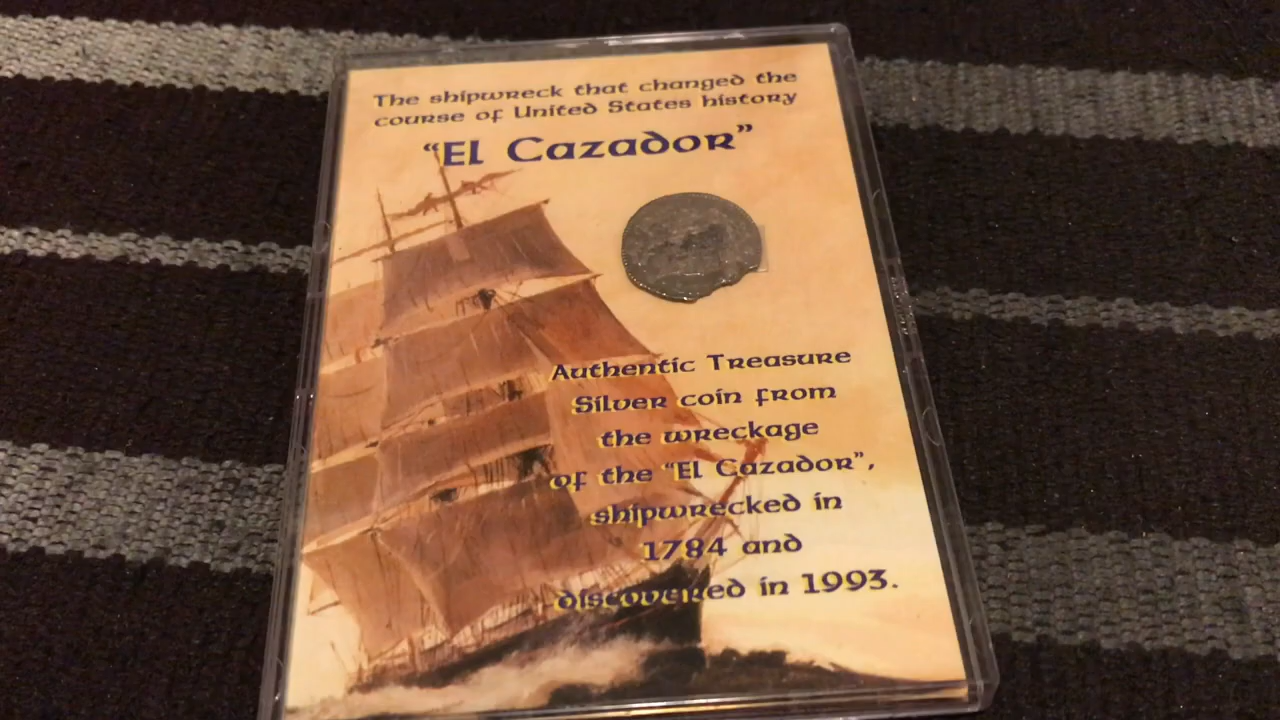 The shipwreck that changed the
course of United States history
“El Cazador”
Authentic Treasure
Silver coin from
the wreckage
of the “El Cazador”,
shipwrecked in
1784 and
discovered in 1993.